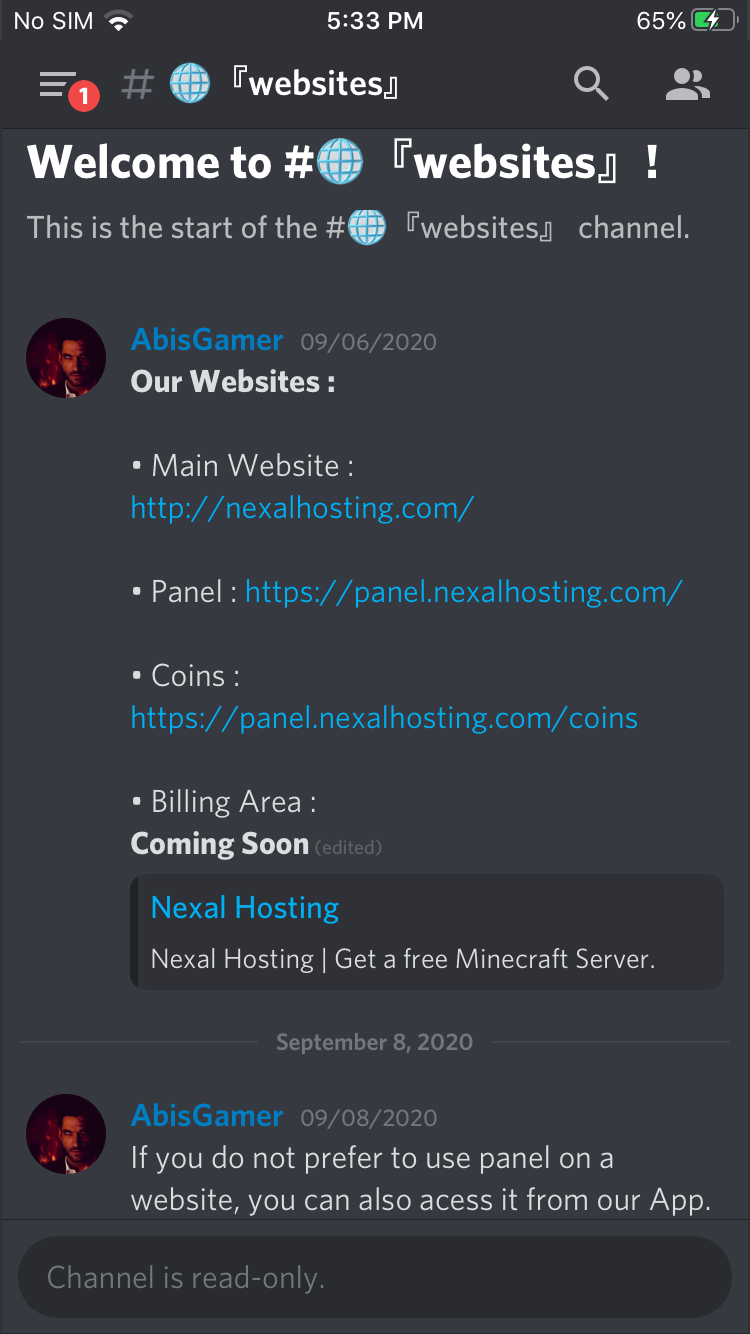 No SIM 5:33 PM 65%
1 # 🌐『websites』
Welcome to #🌐『websites』!
This is the start of the #🌐『websites』 channel.
AbisGamer 09/06/2020
Our Websites :
• Main Website :
http://nexalhosting.com/
• Panel : https://panel.nexalhosting.com/
• Coins :
https://panel.nexalhosting.com/coins
• Billing Area :
Coming Soon (edited)
Nexal Hosting
Nexal Hosting | Get a free Minecraft Server.
September 8, 2020
AbisGamer 09/08/2020
If you do not prefer to use panel on a
website, you can also acess it from our App.
Channel is read-only.